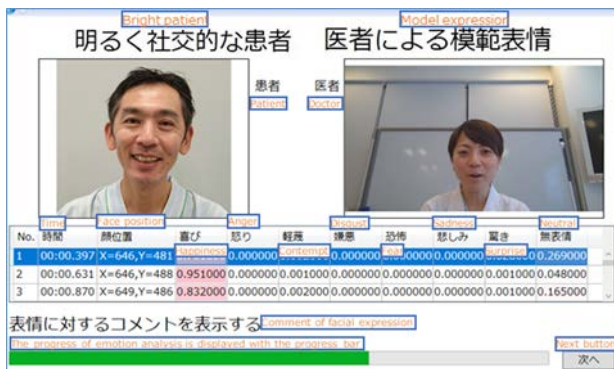 Bright patient
Model expression
明るく社交的な患者
医者による模範表情
患者
医者
Patient
Doctor
Time
Face position
Anger
Disgust
Sadness
Neutral
No. 時間 顔位置 喜び 怒り 軽蔑 嫌悪 恐怖 悲しみ 驚き 無表情
Happiness
Contempt
Fear
Surprise
1 00:00.397 X=646,Y=481 0.269000
2 00:00.631 X=646,Y=488 0.951000 0.000000 0.001000 0.000000 0.000000 0.000000 0.001000 0.048000
3 00:00.870 X=649,Y=486 0.832000 0.000000 0.002000 0.000000 0.000000 0.000000 0.001000 0.165000
表情に対するコメントを表示する
Comment of facial expression
The progress of emotion analysis is displayed with the progress bar.
Next button
次へ